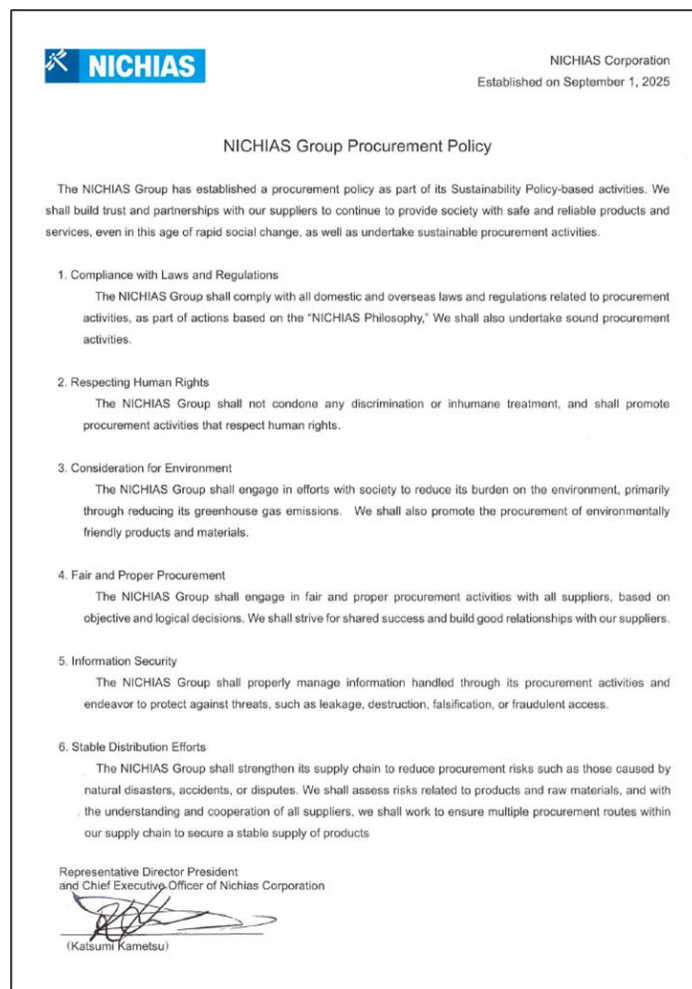 NICHIAS
NICHIAS Corporation
Established on September 1, 2025
NICHIAS Group Procurement Policy
The NICHIAS Group has established a procurement policy as part of its Sustainability Policy-based activities. We
shall build trust and partnerships with our suppliers to continue to provide society with safe and reliable products and
services, even in this age of rapid social change, as well as undertake sustainable procurement activities.
1. Compliance with Laws and Regulations
The NICHIAS Group shall comply with all domestic and overseas laws and regulations related to procurement
activities, as part of actions based on the “NICHIAS Philosophy,” We shall also undertake sound procurement
activities.
2. Respecting Human Rights
The NICHIAS Group shall not condone any discrimination or inhumane treatment, and shall promote
procurement activities that respect human rights.
3. Consideration for Environment
The NICHIAS Group shall engage in efforts with society to reduce its burden on the environment, primarily
through reducing its greenhouse gas emissions. We shall also promote the procurement of environmentally
friendly products and materials.
4. Fair and Proper Procurement
The NICHIAS Group shall engage in fair and proper procurement activities with all suppliers, based on
objective and logical decisions. We shall strive for shared success and build good relationships with our suppliers.
5. Information Security
The NICHIAS Group shall properly manage information handled through its procurement activities and
endeavor to protect against threats, such as leakage, destruction, falsification, or fraudulent access.
6. Stable Distribution Efforts
The NICHIAS Group shall strengthen its supply chain to reduce procurement risks such as those caused by
natural disasters, accidents, or disputes. We shall assess risks related to products and raw materials, and with
the understanding and cooperation of all suppliers, we shall work to ensure multiple procurement routes within
our supply chain to secure a stable supply of products
Representative Director President
and Chief Executive Officer of Nichias Corporation
(Katsumi Kametsu)